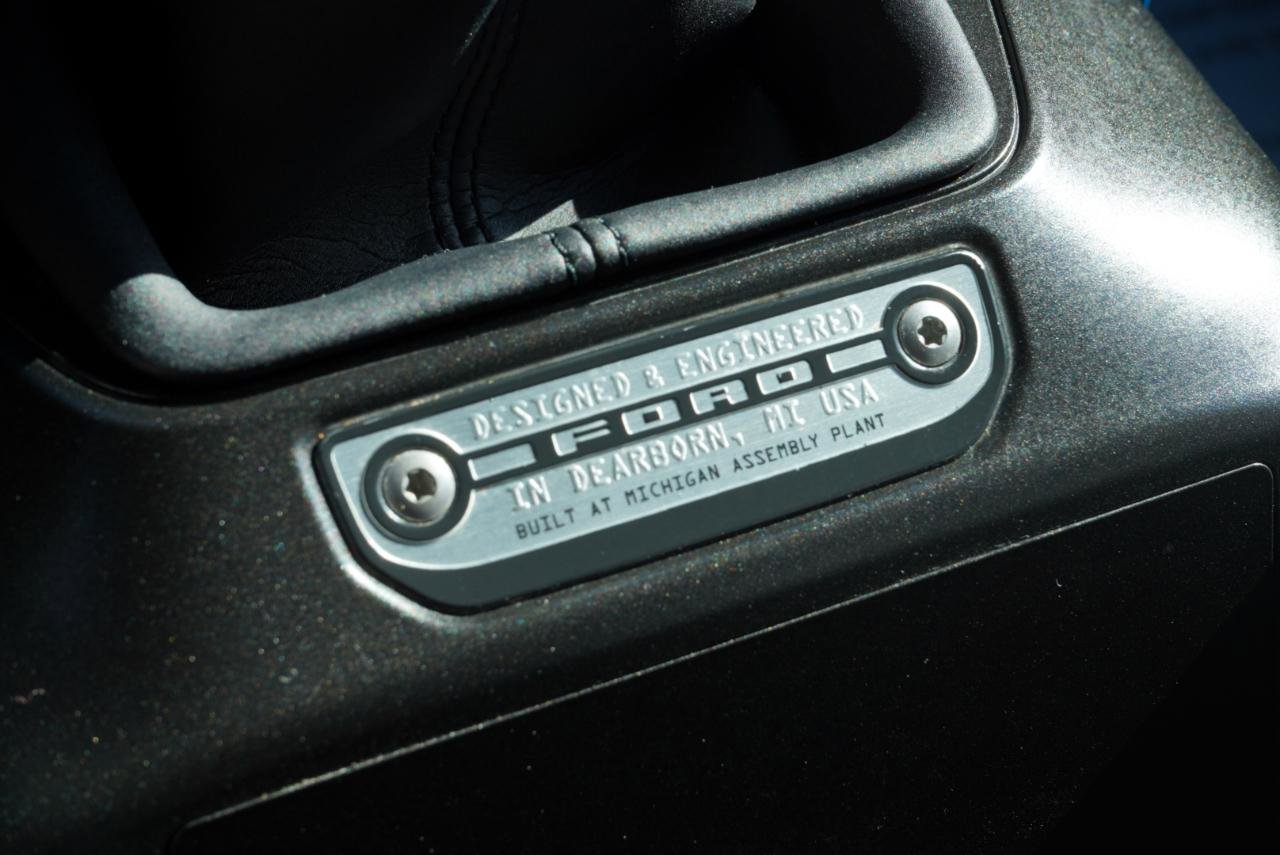 DESIGNED & ENGINEERED
FORD
IN DEARBORN, MI USA
BUILT AT MICHIGAN ASSEMBLY PLANT